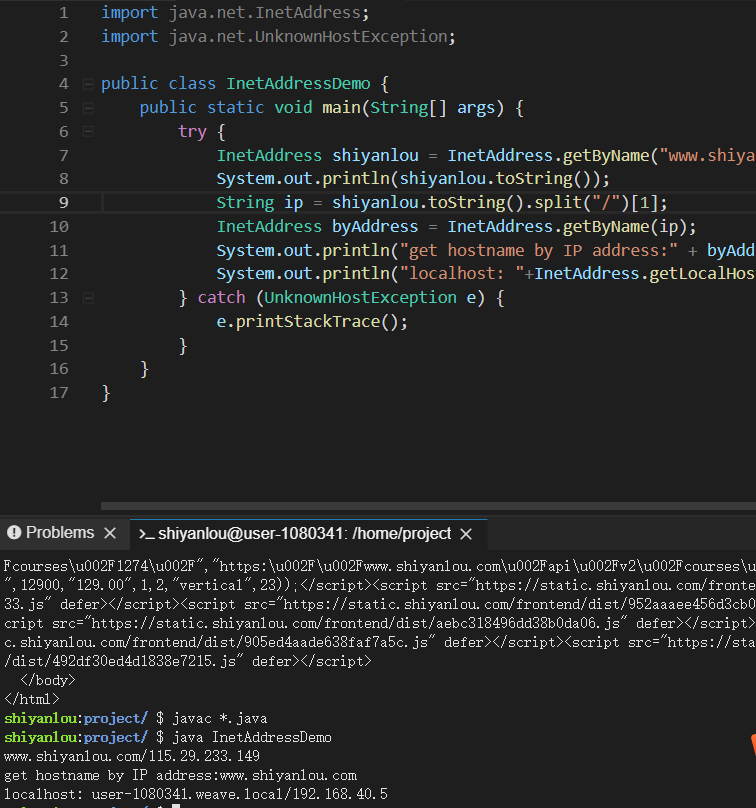 1 import java.net.InetAddress;
2 import java.net.UnknownHostException;
3
4 public class InetAddressDemo {
5 public static void main(String[] args) {
6 try {
7 InetAddress shiyanlou = InetAddress.getByName("www.shiya
8 System.out.println(shiyanlou.toString());
9 String ip = shiyanlou.toString().split("/")[1];
10 InetAddress byAddress = InetAddress.getByName(ip);
11 System.out.println("get hostname by IP address:" + byAdd
12 System.out.println("localhost: "+InetAddress.getLocalHos
13 } catch (UnknownHostException e) {
14 e.printStackTrace();
15 }
16 }
17 }
Problems
shiyanlou@user-1080341: /home/project
Fcourses\u002F1274\u002F","https:\u002F\u002Fwww.shiyanlou.com\u002Fapi\u002Fv2\u002Fcourses\u
",12900,"129.00",1,2,"vertical",23));</script><script src="https://static.shiyanlou.com/fronte
33.js" defer></script><script src="https://static.shiyanlou.com/frontend/dist/952aaaee456d3cb0
cript src="https://static.shiyanlou.com/frontend/dist/aebc318496dd38b0da06.js" defer></script>
c.shiyanlou.com/frontend/dist/905ed4aade638faf7a5c.js" defer></script><script src="https://sta
/dist/492df30ed4d1838e7215.js" defer></script>
</body>
</html>
shiyanlou:project/ $ javac *.java
shiyanlou:project/ $ java InetAddressDemo
www.shiyanlou.com/115.29.233.149
get hostname by IP address:www.shiyanlou.com
localhost: user-1080341.weave.local/192.168.40.5